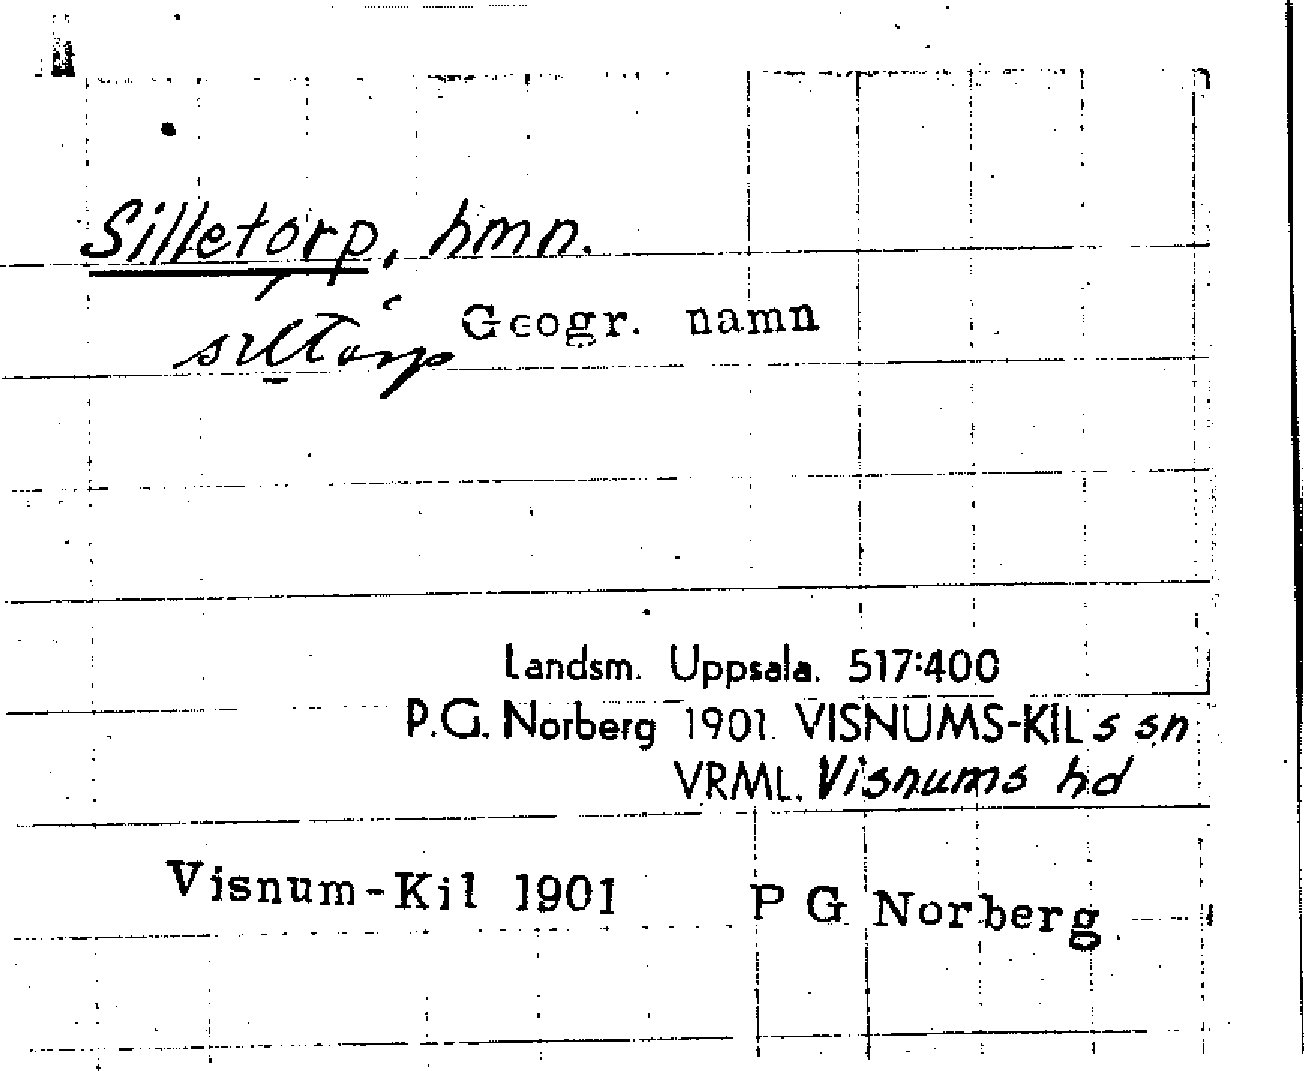 Silletorp, hmn.
Geogr. namn
Landsm. Uppsala. 517:400
P.G. Norberg 1901. VISNUMS-KIL s sn
VRML. Visnums hd
Visnum-Kil 1901 P G Norberg